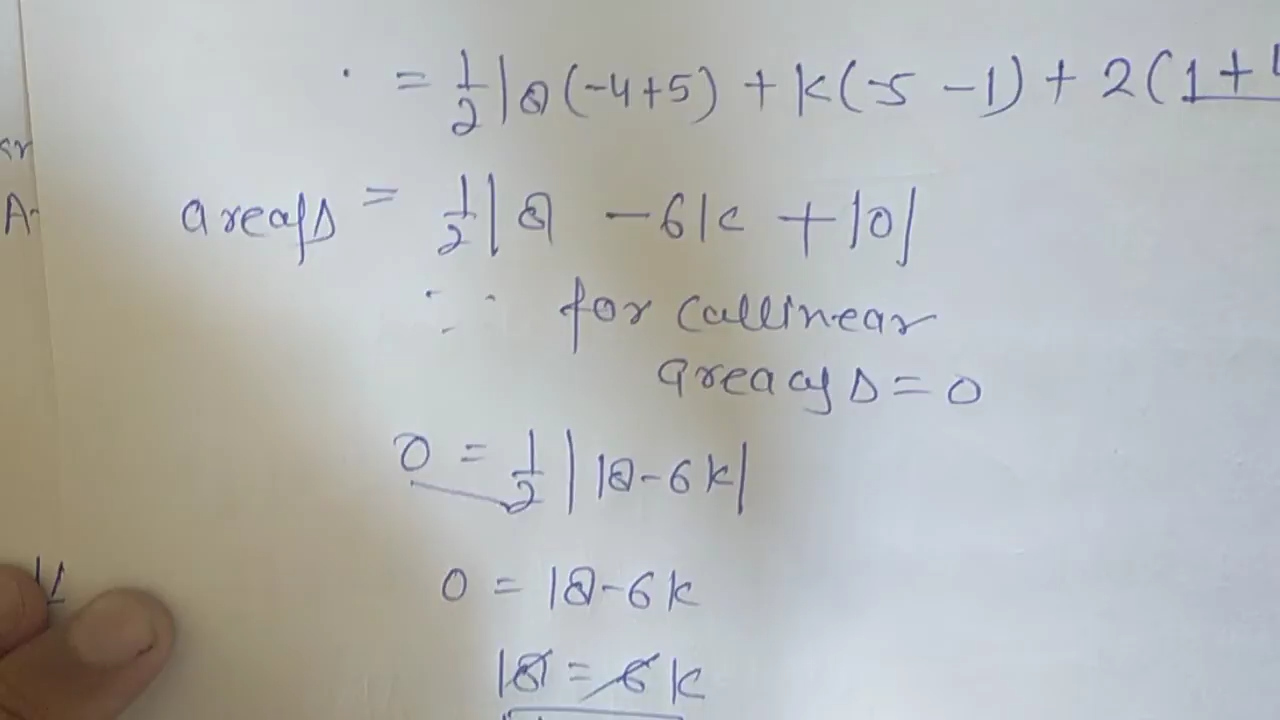 = 1/2 |8(-4+5) + k(-5 -1) + 2(1+4
area of Δ = 1/2 |8 - 6k + 10|
∵ for Collinear
area of Δ = 0
0 = 1/2 |18 - 6k|
0 = 18 - 6k
18 = 6k